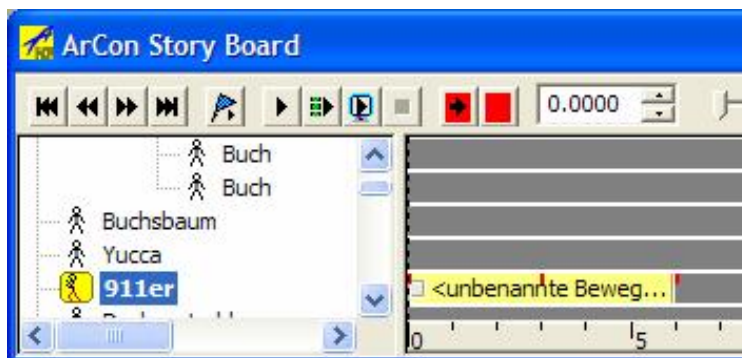 ArCon Story Board
0.0000
Buch
Buch
Buchsbaum
Yucca
911er
<unbenannte Beweg...
0 5